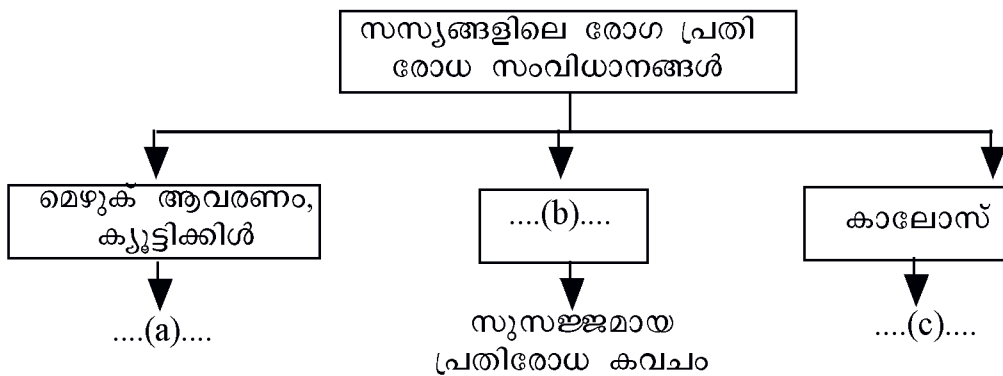 സസ്യങ്ങളിലെ രോഗ പ്രതി
രോധ സംവിധാനങ്ങൾ
മെഴുക് ആവരണം,
ക്യൂട്ടിക്കിൾ
....(a)....
....(b)....
സുസജ്ജമായ
പ്രതിരോധ കവചം
കാലോസ്
....(c)....